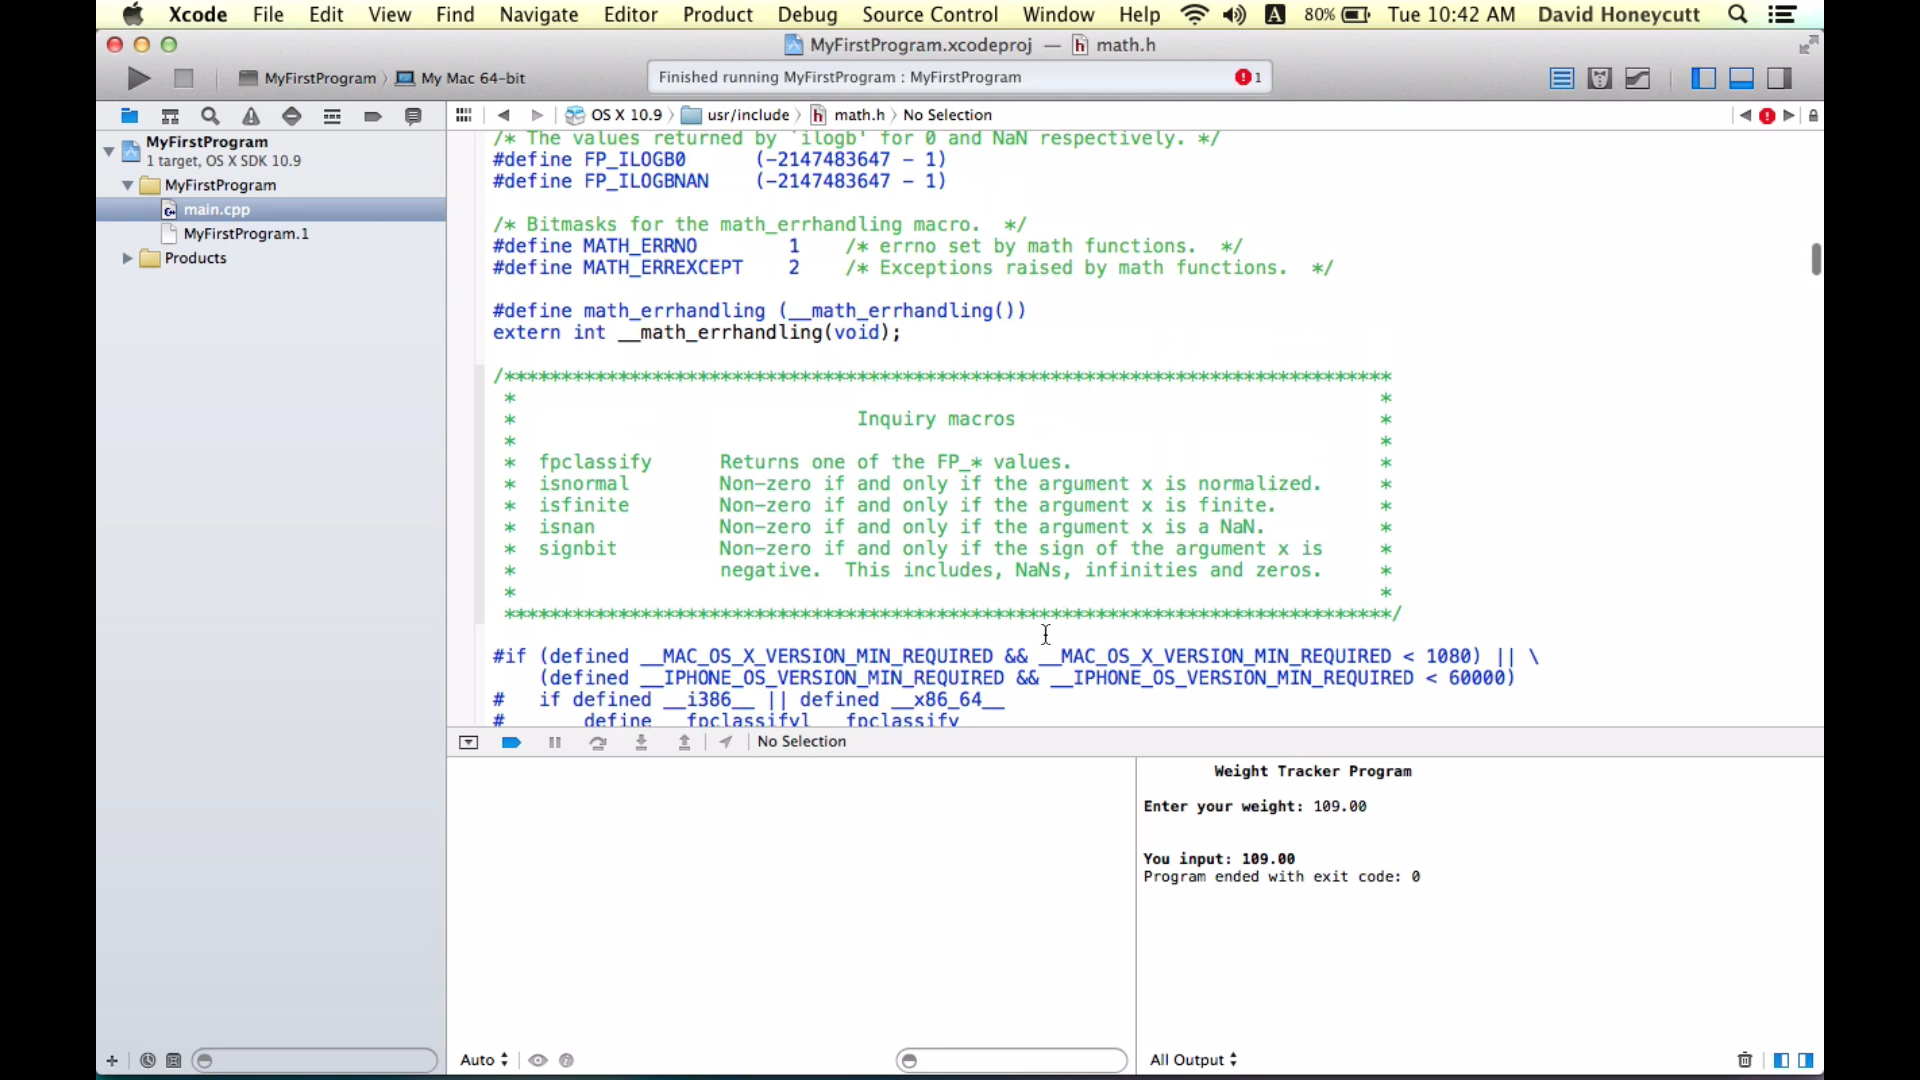 Xcode File Edit View Find Navigate Editor Product Debug Source Control Window Help A 80% Tue 10:42 AM David Honeycutt
MyFirstProgram.xcodeproj — h math.h
MyFirstProgram 〉 My Mac 64-bit
Finished running MyFirstProgram : MyFirstProgram
1
OS X 10.9 〉 usr/include 〉 h math.h 〉 No Selection
MyFirstProgram
1 target, OS X SDK 10.9
MyFirstProgram
main.cpp
MyFirstProgram.1
Products
/* The values returned by `ilogb' for 0 and NaN respectively. */
#define FP_ILOGB0 (-2147483647 - 1)
#define FP_ILOGBNAN (-2147483647 - 1)
/* Bitmasks for the math_errhandling macro. */
#define MATH_ERRNO 1 /* errno set by math functions. */
#define MATH_ERREXCEPT 2 /* Exceptions raised by math functions. */
#define math_errhandling (__math_errhandling())
extern int __math_errhandling(void);
/******************************************************************************
* *
* Inquiry macros *
* *
* fpclassify Returns one of the FP_* values. *
* isnormal Non-zero if and only if the argument x is normalized. *
* isfinite Non-zero if and only if the argument x is finite. *
* isnan Non-zero if and only if the argument x is a NaN. *
* signbit Non-zero if and only if the sign of the argument x is *
* negative. This includes, NaNs, infinities and zeros. *
* *
******************************************************************************/
#if (defined __MAC_OS_X_VERSION_MIN_REQUIRED && __MAC_OS_X_VERSION_MIN_REQUIRED < 1080) || \
(defined __IPHONE_OS_VERSION_MIN_REQUIRED && __IPHONE_OS_VERSION_MIN_REQUIRED < 60000)
# if defined __i386__ || defined __x86_64__
# define __fpclassifyl __fpclassify
No Selection
Weight Tracker Program
Enter your weight: 109.00
You input: 109.00
Program ended with exit code: 0
Auto
All Output